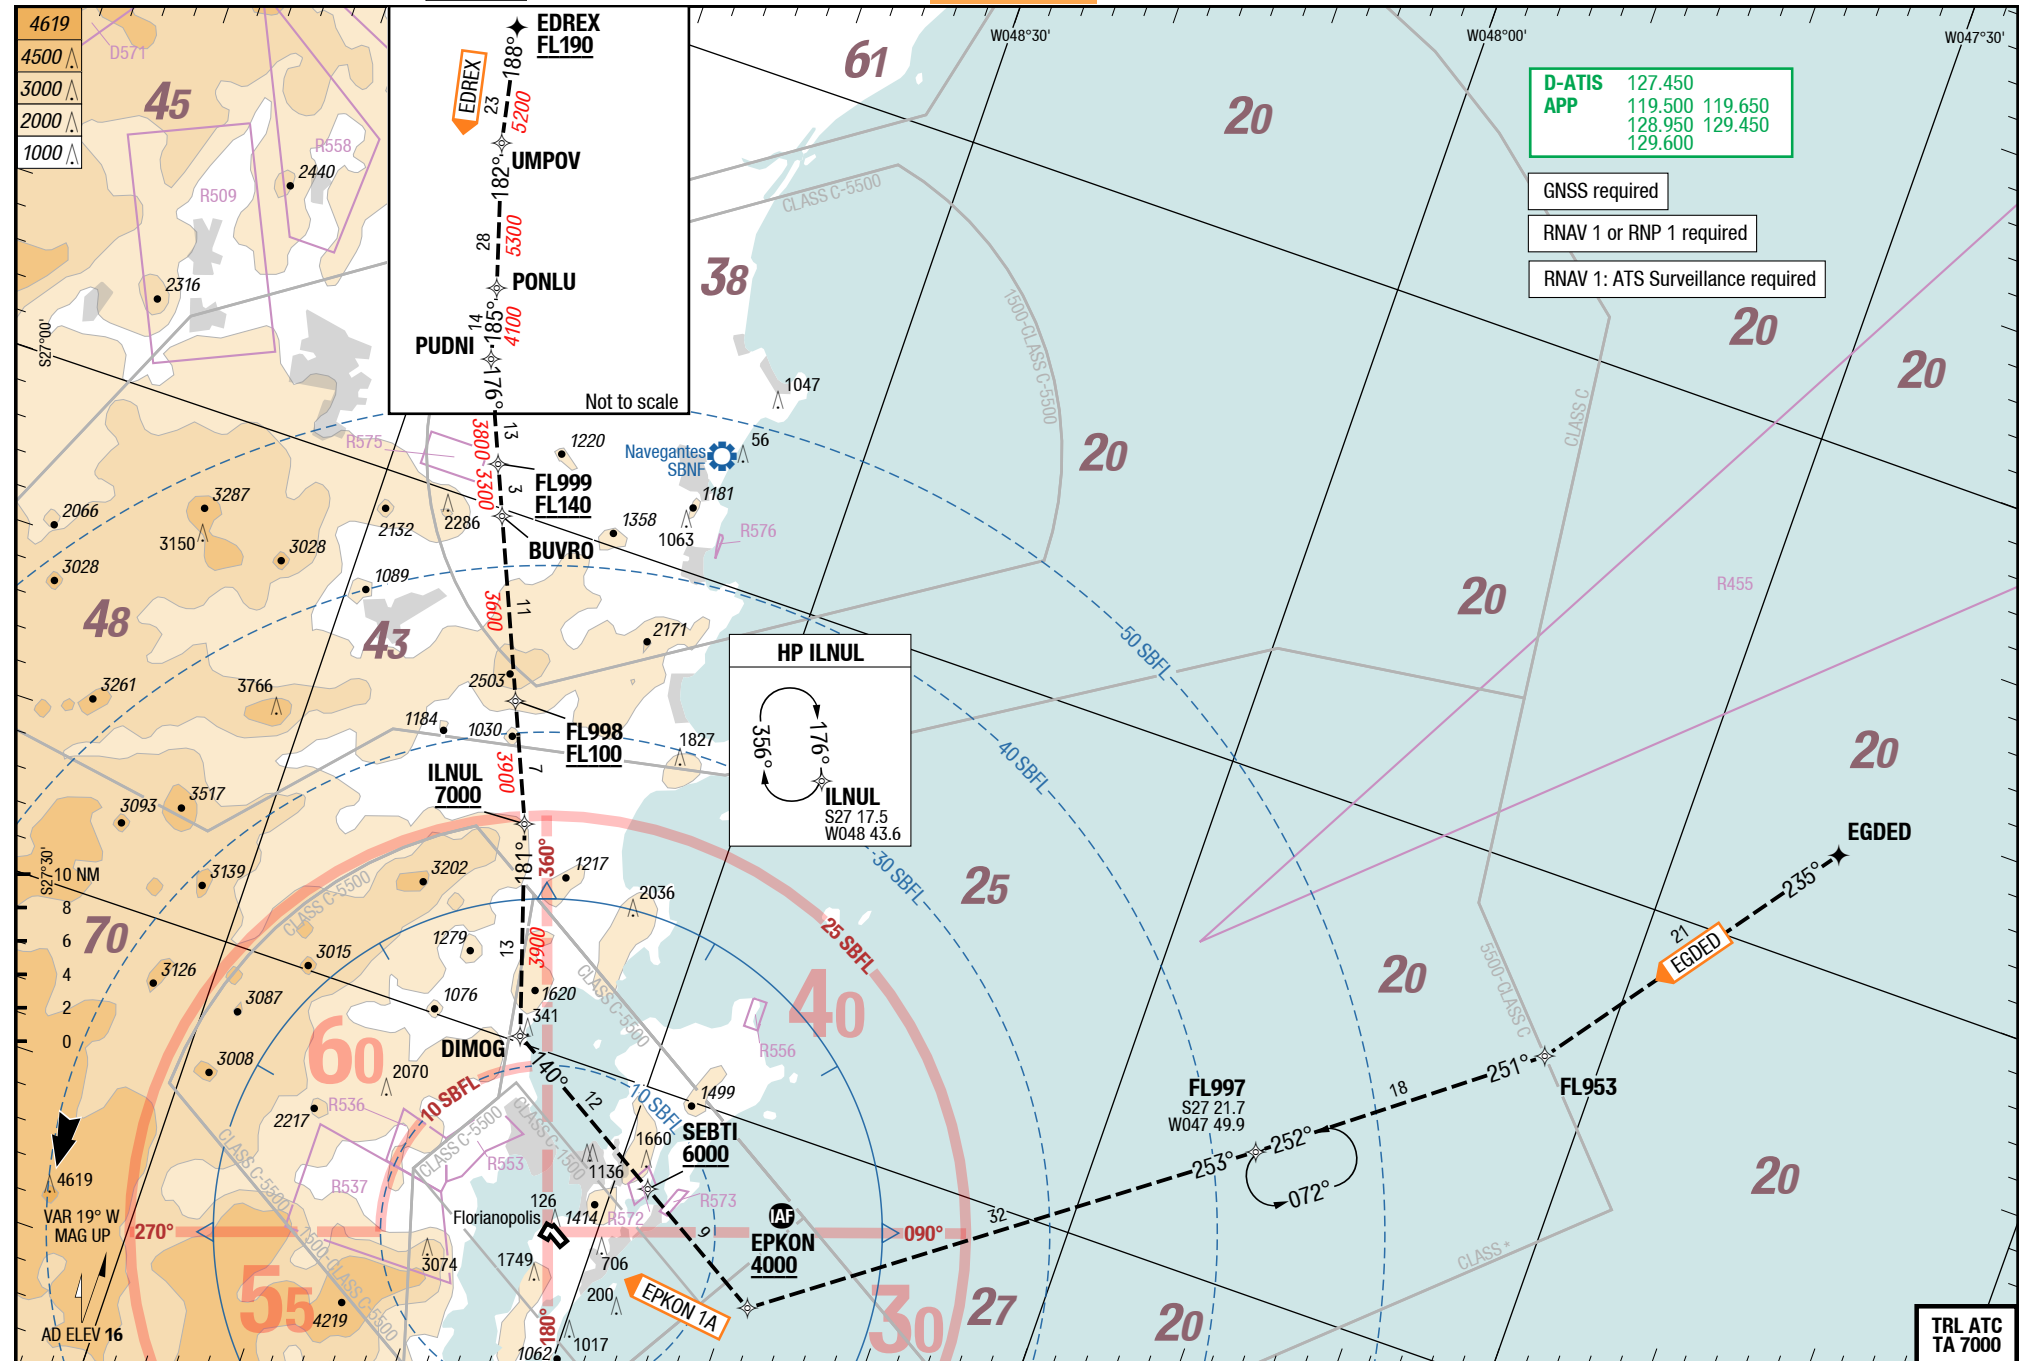 4619
4500
3000
2000
1000
EDREX
FL190
188°
EDREX
23
5200
UMPOV
182°
28
5300
PONLU
14
185°
4100
PUDNI
176°
Not to scale
W048°30'
W048°00'
W047°30'
D-ATIS 127.450
APP 119.500 119.650
128.950 129.450
129.600
GNSS required
RNAV 1 or RNP 1 required
RNAV 1: ATS Surveillance required
D571
45
R558
2440
R509
2316
S27°00'
61
20
CLASS C-5500
38
1500-CLASS C-5500
CLASS C
20
20
20
20
R455
1047
R575
3800
13
1220
Navegantes
SBNF
56
FL999
FL140
3300
3
2066
3287
3150
2132
2286
3028
3028
1358
1181
1063
R576
BUVRO
1089
48
43
3600
11
2171
50 SBFL
HP ILNUL
356°
176°
ILNUL
S27 17.5
W048 43.6
3261
3766
2503
1184
1030
FL998
FL100
1827
40 SBFL
3900
7
ILNUL
7000
3093
3517
30 SBFL
20
EGDED
235°
S27°30'
10 NM
8
6
4
2
0
3139
3202
181°
360°
1217
2036
25
25 SBFL
CLASS C-5500
70
3015
1279
13
3900
21
EGDED
3126
3087
1076
1620
341
CLASS C-5500
40
20
5500-CLASS C
R556
DIMOG
60
3008
2070
10 SBFL
140°
12
10 SBFL
1499
251°
18
FL953
FL997
S27 21.7
W047 49.9
R536
2217
CLASS C-5500
CLASS C-5500
CLASS C-1500
R553
1660
SEBTI
6000
1136
253°
252°
072°
4619
VAR 19° W
MAG UP
R537
270°
126
Florianopolis
1414
R572
R573
9
IAF
EPKON
4000
090°
32
20
CLASS *
1500-CLASS C-5500
3074
1749
706
200
EPKON 1A
55
4219
180°
1017
1062
30
27
20
AD ELEV 16
TRL ATC
TA 7000